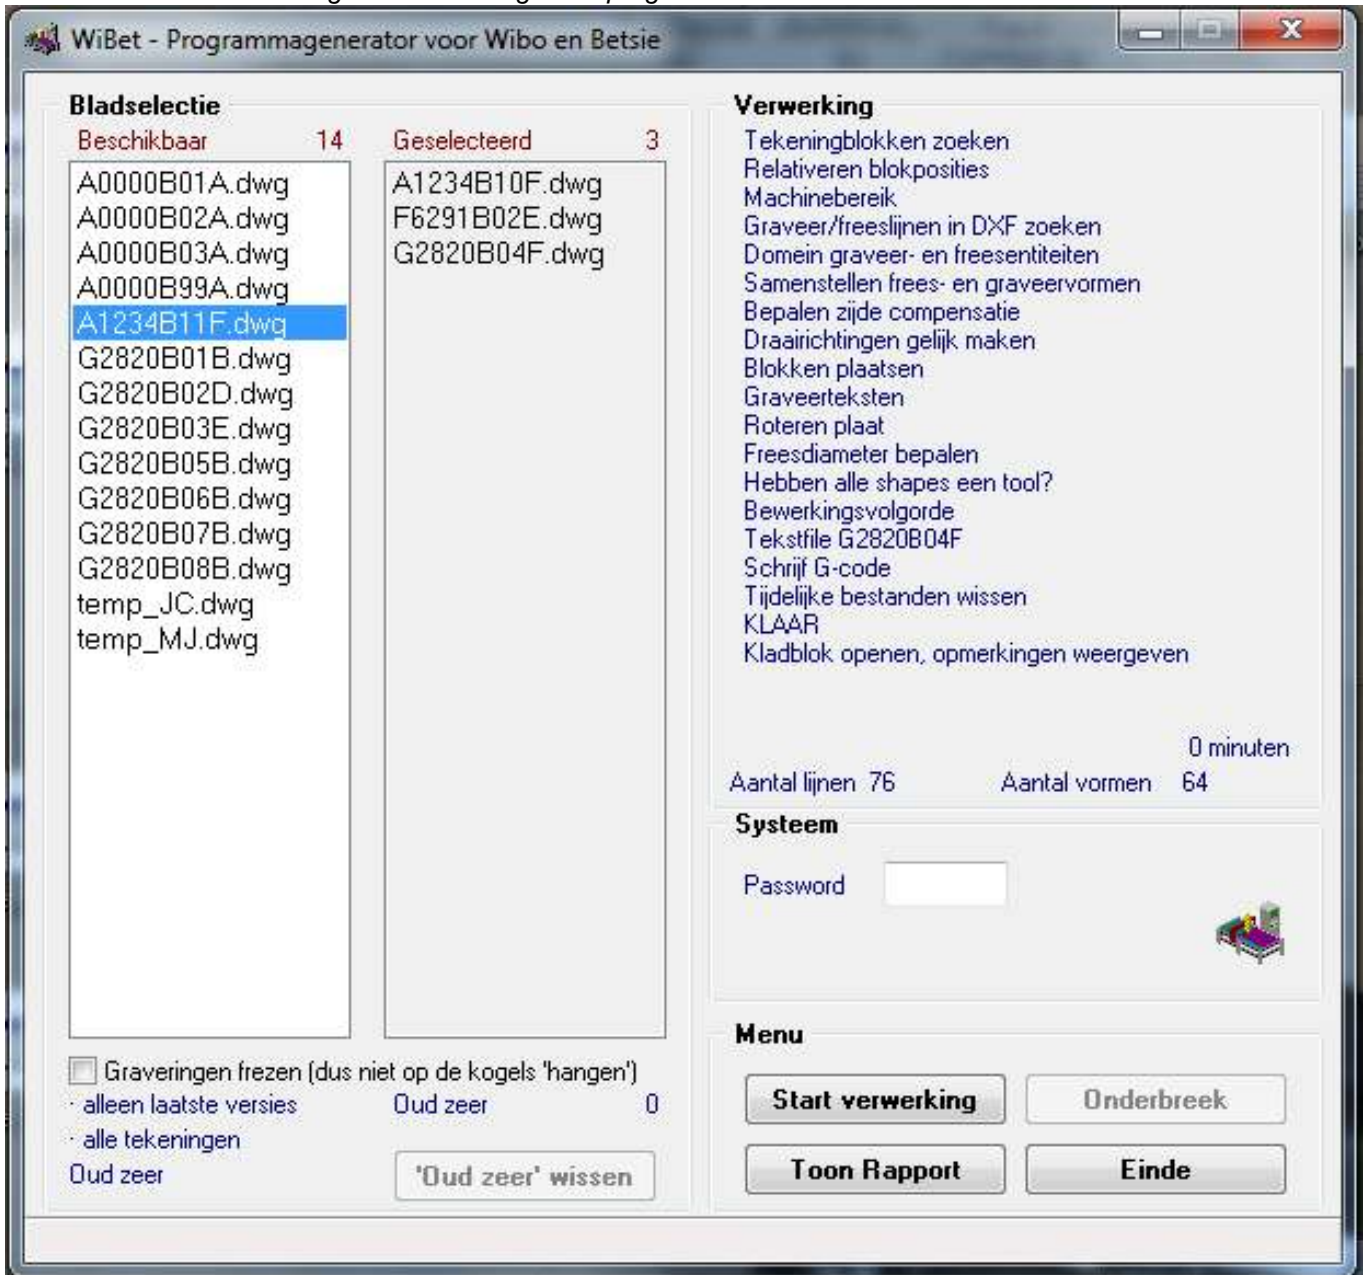 WiBet - Programmagenerator voor Wibo en Betsie
Bladselectie
Beschikbaar 14
A0000B01A.dwg
A0000B02A.dwg
A0000B03A.dwg
A0000B99A.dwg
A1234B11F.dwg
G2820B01B.dwg
G2820B02D.dwg
G2820B03E.dwg
G2820B05B.dwg
G2820B06B.dwg
G2820B07B.dwg
G2820B08B.dwg
temp_JC.dwg
temp_MJ.dwg
Geselecteerd 3
A1234B10F.dwg
F6291B02E.dwg
G2820B04F.dwg
Graveringen frezen (dus niet op de kogels 'hangen')
· alleen laatste versies
· alle tekeningen
Oud zeer
Oud zeer 0
'Oud zeer' wissen
Verwerking
Tekeningblokken zoeken
Relativeren blokposities
Machinebereik
Graveer/freeslijnen in DXF zoeken
Domein graveer- en freesentiteiten
Samenstellen frees- en graveervormen
Bepalen zijde compensatie
Draairichtingen gelijk maken
Blokken plaatsen
Graveerteksten
Roteren plaat
Freesdiameter bepalen
Hebben alle shapes een tool?
Bewerkingsvolgorde
Tekstfile G2820B04F
Schrijf G-code
Tijdelijke bestanden wissen
KLAAR
Kladblok openen, opmerkingen weergeven
0 minuten
Aantal lijnen 76 Aantal vormen 64
Systeem
Password
Menu
Start verwerking Onderbreek
Toon Rapport Einde